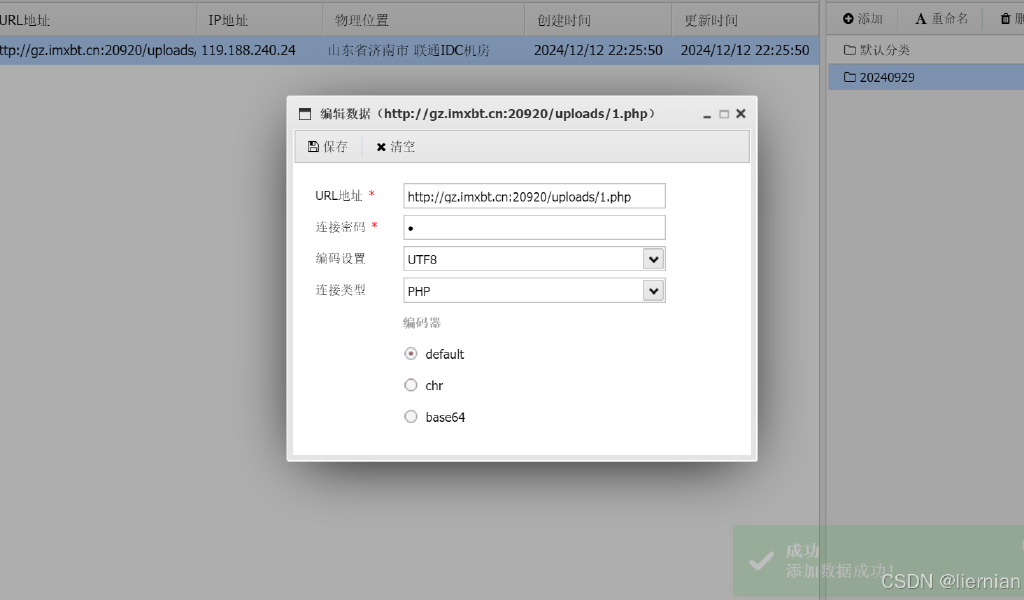 URL地址 IP地址 物理位置 创建时间 更新时间 添加 重命名
ttp://gz.imxbt.cn:20920/uploads/ 119.188.240.24 山东省济南市 联通IDC机房 2024/12/12 22:25:50 2024/12/12 22:25:50 默认分类
20240929
编辑数据（http://gz.imxbt.cn:20920/uploads/1.php）
保存 清空
URL地址 * http://gz.imxbt.cn:20920/uploads/1.php
连接密码 * •
编码设置 UTF8
连接类型 PHP
编码器
default
chr
base64
成功
添加数据成功!
CSDN @liernian